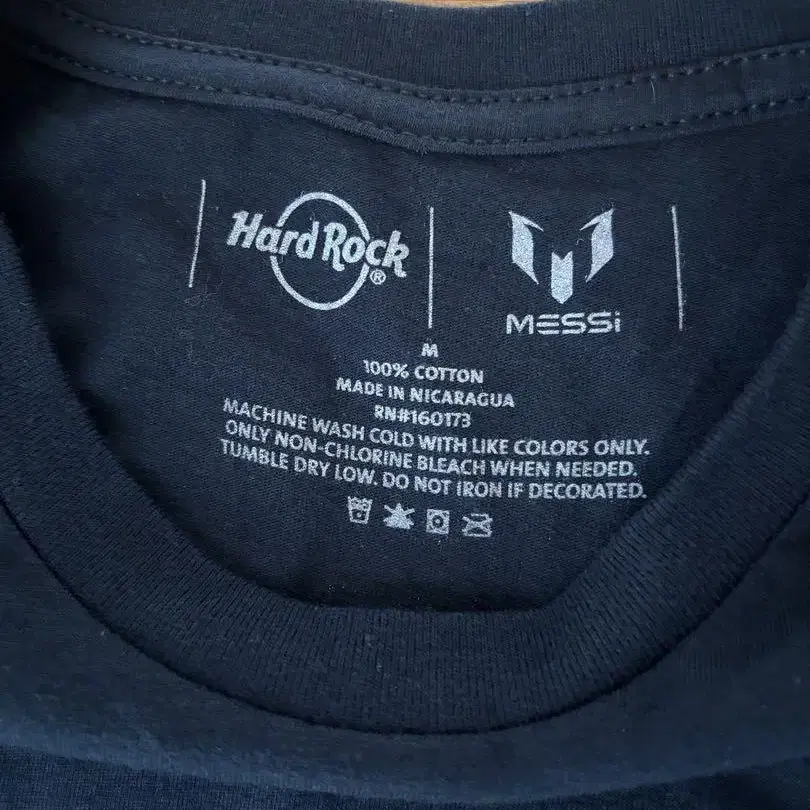 Hard Rock
®
MESSi
M
100% COTTON
MADE IN NICARAGUA
RN#160173
MACHINE WASH COLD WITH LIKE COLORS ONLY.
ONLY NON-CHLORINE BLEACH WHEN NEEDED.
TUMBLE DRY LOW. DO NOT IRON IF DECORATED.